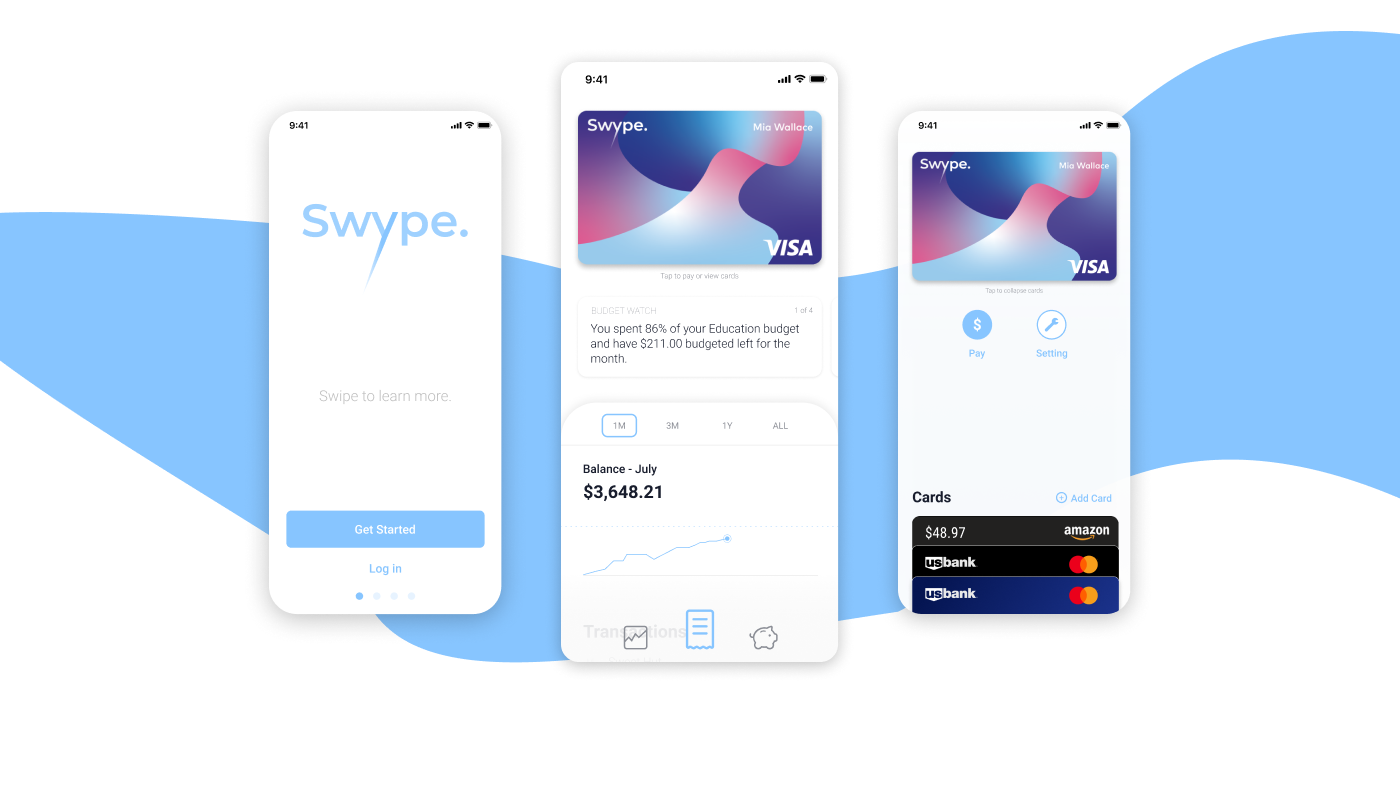 9:41
Swype.
Swipe to learn more.
Get Started
Log in
9:41
Swype.
Mia Wallace
VISA
Tap to pay or view cards
BUDGET WATCH
1 of 4
You spent 86% of your Education budget
and have $211.00 budgeted left for the
month.
1M
3M
1Y
ALL
Balance - July
$3,648.21
Transactions
9:41
Swype.
Mia Wallace
VISA
Tap to collapse cards
$
Pay
Setting
Cards
Add Card
$48.97
amazon
usbank
usbank